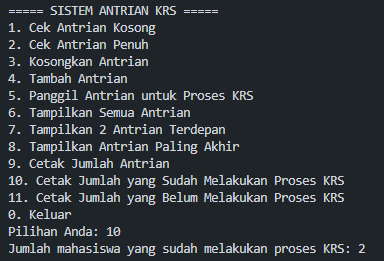 ===== SISTEM ANTRIAN KRS =====
1. Cek Antrian Kosong
2. Cek Antrian Penuh
3. Kosongkan Antrian
4. Tambah Antrian
5. Panggil Antrian untuk Proses KRS
6. Tampilkan Semua Antrian
7. Tampilkan 2 Antrian Terdepan
8. Tampilkan Antrian Paling Akhir
9. Cetak Jumlah Antrian
10. Cetak Jumlah yang Sudah Melakukan Proses KRS
11. Cetak Jumlah yang Belum Melakukan Proses KRS
0. Keluar
Pilihan Anda: 10
Jumlah mahasiswa yang sudah melakukan proses KRS: 2